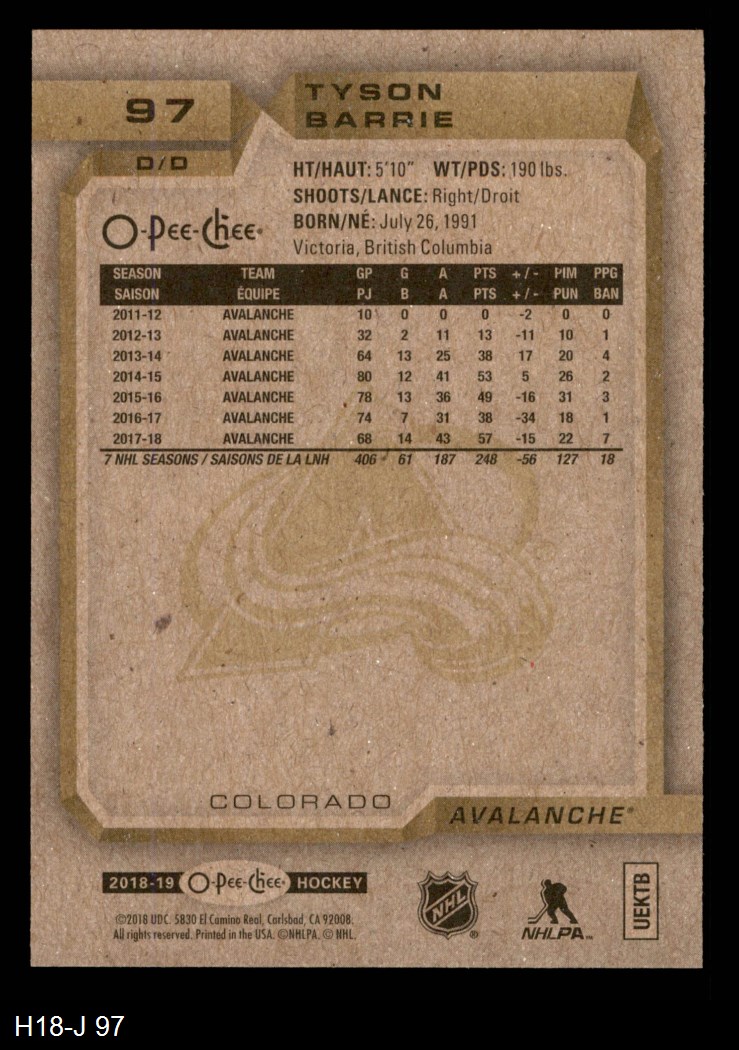 97
TYSON
BARRIE
D/D
HT/HAUT: 5'10" WT/PDS: 190 lbs.
SHOOTS/LANCE: Right/Droit
BORN/NÉ: July 26, 1991
Victoria, British Columbia
O-Pee-Chee
SEASON TEAM GP G A PTS +/- PIM PPG
SAISON ÉQUIPE PJ B A PTS +/- PUN BAN
2011-12 AVALANCHE 10 0 0 0 -2 0 0
2012-13 AVALANCHE 32 2 11 13 -11 10 1
2013-14 AVALANCHE 64 13 25 38 17 20 4
2014-15 AVALANCHE 80 12 41 53 5 26 2
2015-16 AVALANCHE 78 13 36 49 -16 31 3
2016-17 AVALANCHE 74 7 31 38 -34 18 1
2017-18 AVALANCHE 68 14 43 57 -15 22 7
7 NHL SEASONS / SAISONS DE LA LNH 406 61 187 248 -56 127 18
COLORADO
AVALANCHE®
2018-19 O-Pee-Chee HOCKEY
©2018 UDC. 5830 El Camino Real, Carlsbad, CA 92008.
All rights reserved. Printed in the USA. ©NHLPA. © NHL.
NHL ®
NHLPA™
UEKTB
H18-J 97